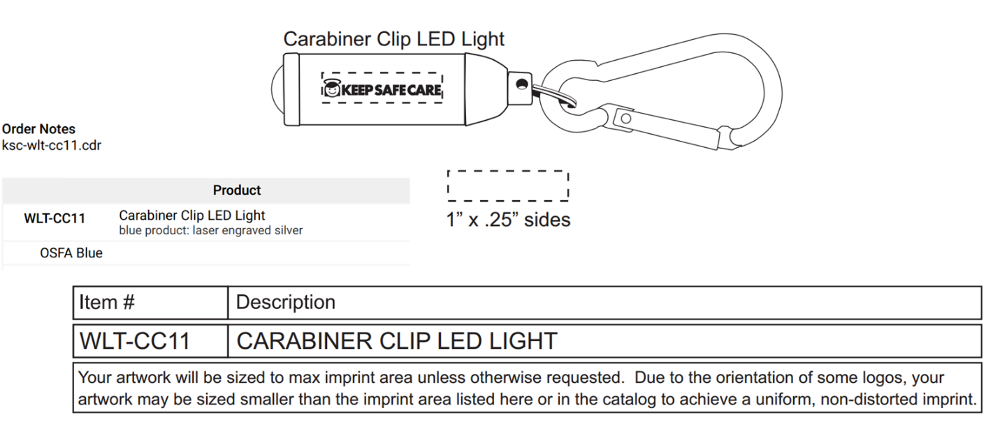 Carabiner Clip LED Light
KEEP SAFE CARE
Order Notes
ksc-wlt-cc11.cdr
Product
WLT-CC11 Carabiner Clip LED Light
blue product: laser engraved silver
OSFA Blue
1” x .25” sides
Item # Description
WLT-CC11 CARABINER CLIP LED LIGHT
Your artwork will be sized to max imprint area unless otherwise requested.  Due to the orientation of some logos, your
artwork may be sized smaller than the imprint area listed here or in the catalog to achieve a uniform, non-distorted imprint.